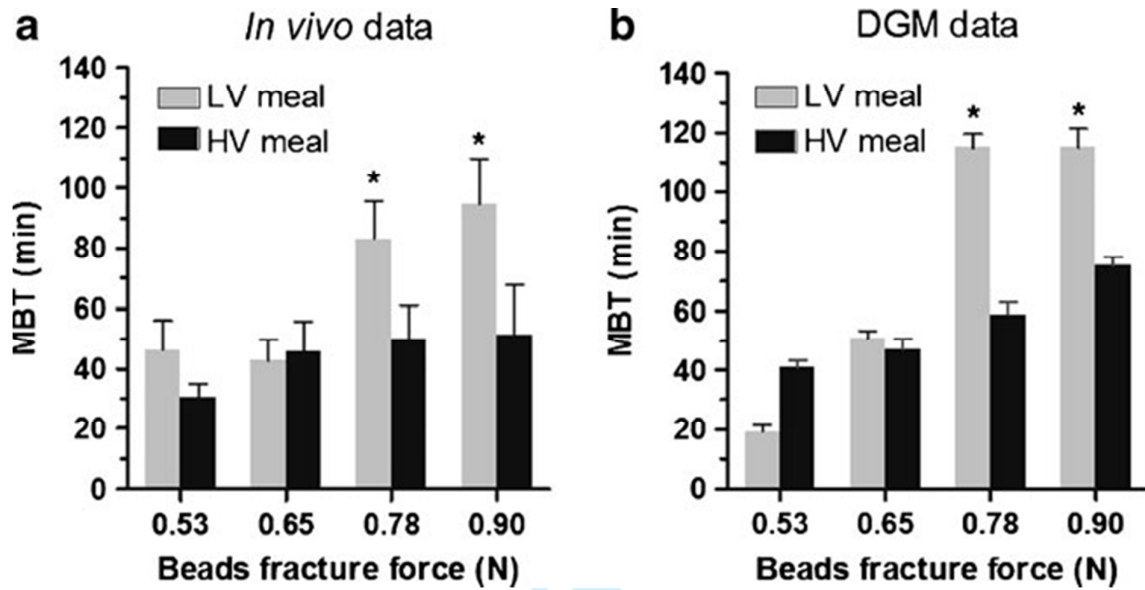 a
In vivo data
140
120
100
80
60
40
20
0
MBT (min)
LV meal
HV meal
*
*
0.53 0.65 0.78 0.90
Beads fracture force (N)
b
DGM data
140
120
100
80
60
40
20
0
MBT (min)
LV meal
HV meal
*
*
0.53 0.65 0.78 0.90
Beads fracture force (N)